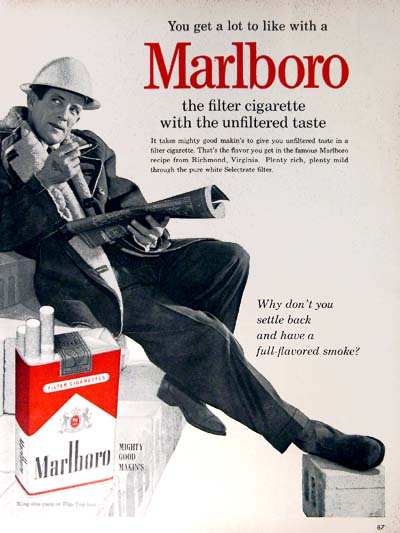 You get a lot to like with a
Marlboro
the filter cigarette
with the unfiltered taste
It takes mighty good makin's to give you unfiltered taste in a
filter cigarette. That's the flavor you get in the famous Marlboro
recipe from Richmond, Virginia. Plenty rich, plenty mild
through the pure white Selectrate filter.
Why don't you
settle back
and have a
full-flavored smoke?
FILTER CIGARETTES
Marlboro
Marlboro
MIGHTY
GOOD
MAKIN'S
King-size pack or Flip-Top box
87